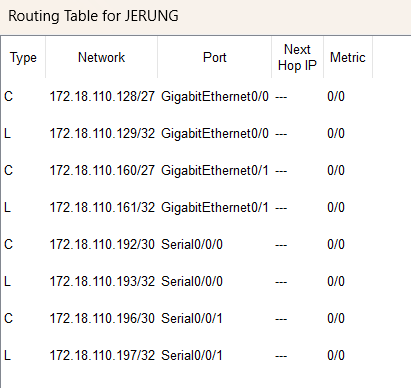 Routing Table for JERUNG
Type Network Port Next Hop IP Metric
C 172.18.110.128/27 GigabitEthernet0/0 --- 0/0
L 172.18.110.129/32 GigabitEthernet0/0 --- 0/0
C 172.18.110.160/27 GigabitEthernet0/1 --- 0/0
L 172.18.110.161/32 GigabitEthernet0/1 --- 0/0
C 172.18.110.192/30 Serial0/0/0 --- 0/0
L 172.18.110.193/32 Serial0/0/0 --- 0/0
C 172.18.110.196/30 Serial0/0/1 --- 0/0
L 172.18.110.197/32 Serial0/0/1 --- 0/0